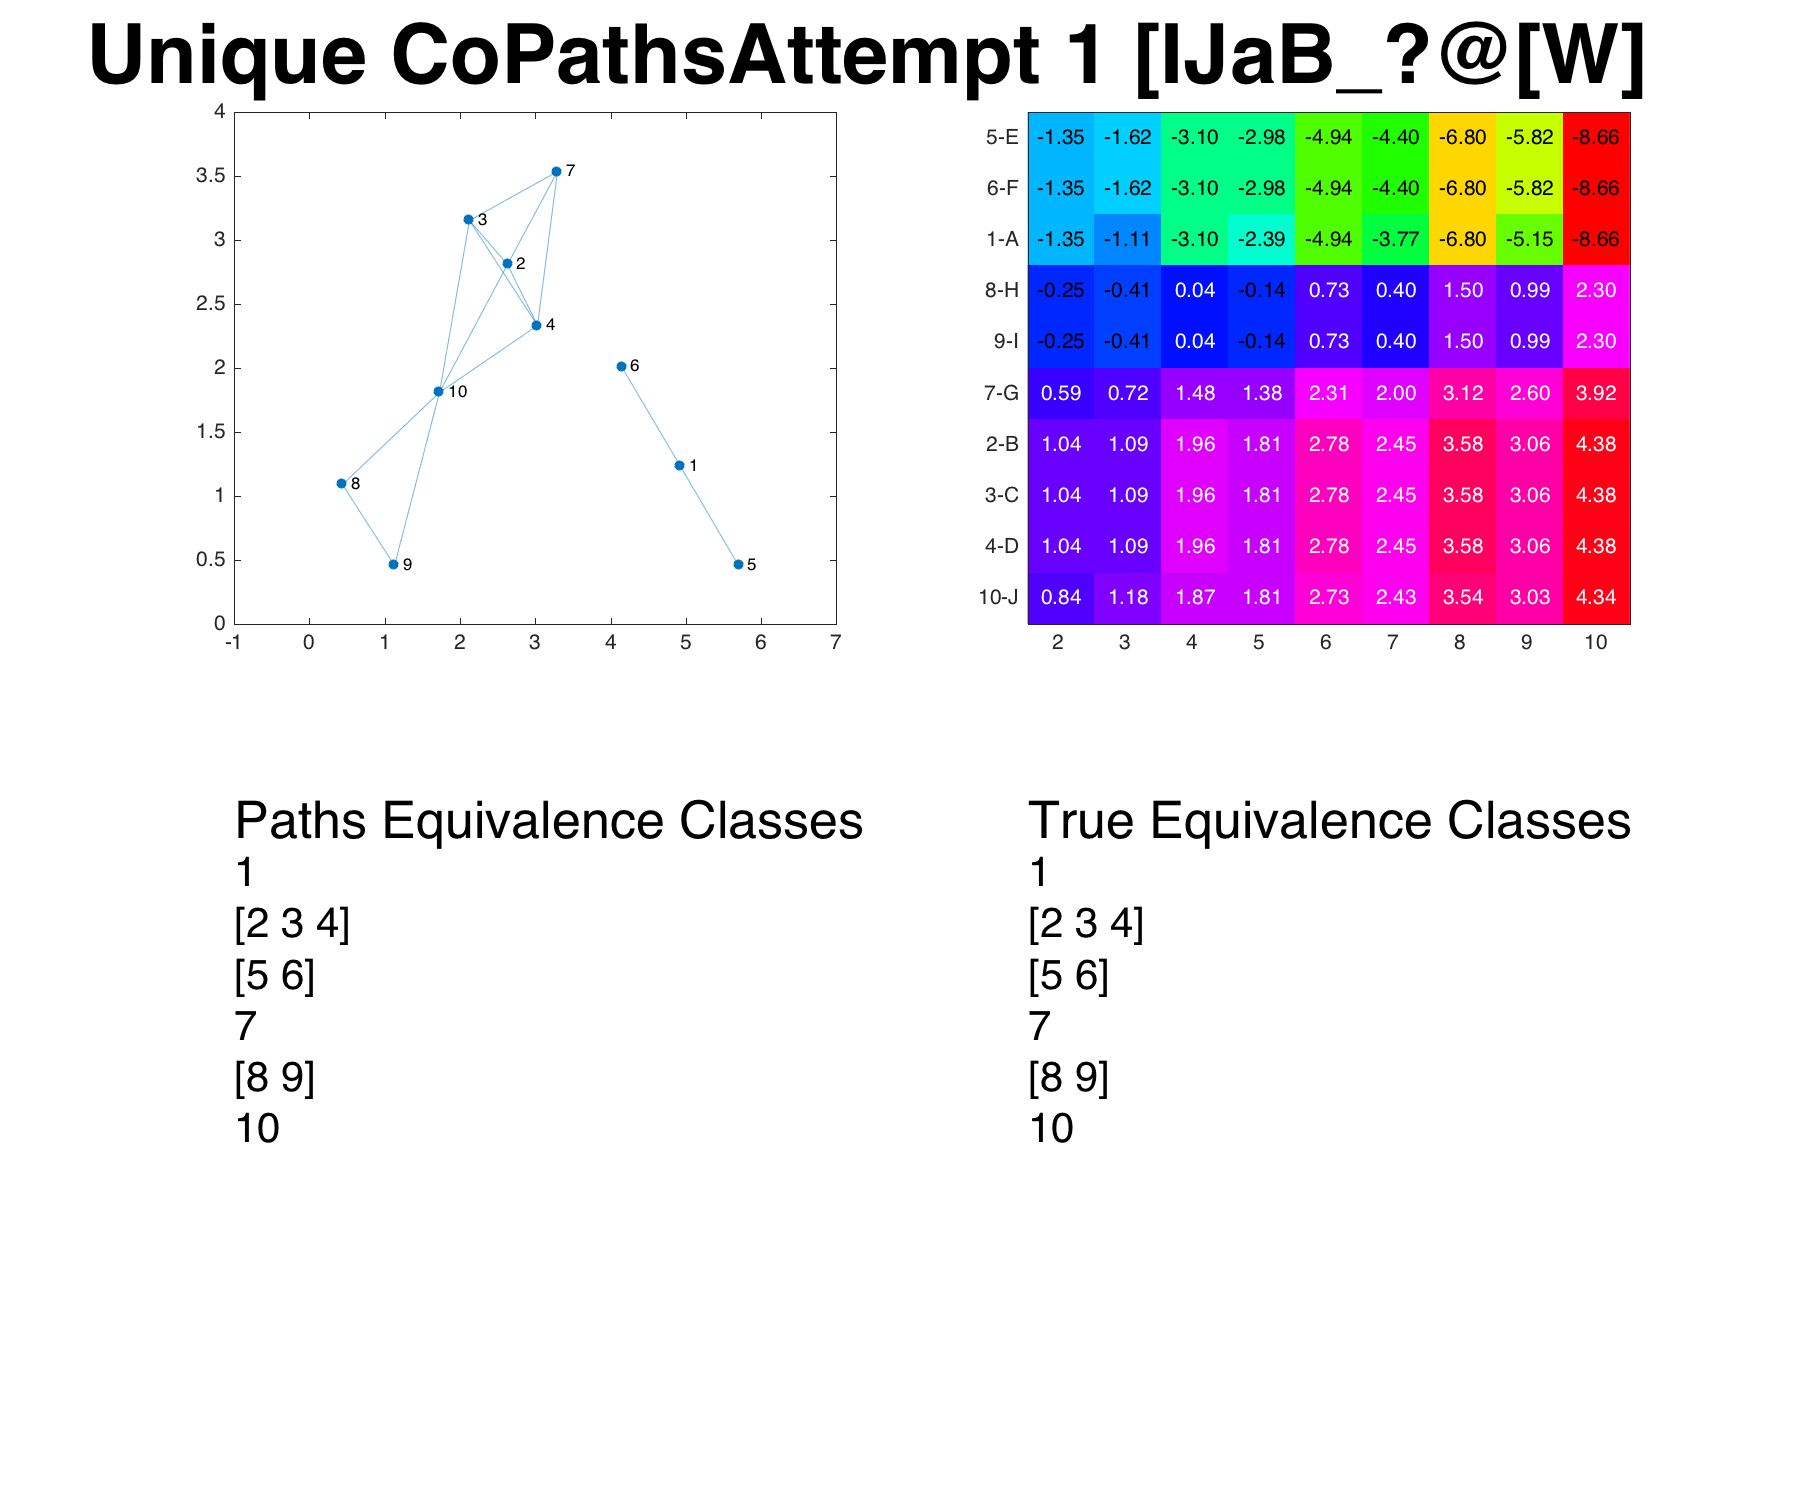 Unique CoPathsAttempt 1 [IJaB_?@[W]
4
3.5
3
2.5
2
1.5
1
0.5
0
-1 0 1 2 3 4 5 6 7
7
3
2
4
6
10
1
8
9
5
5-E -1.35 -1.62 -3.10 -2.98 -4.94 -4.40 -6.80 -5.82 -8.66
6-F -1.35 -1.62 -3.10 -2.98 -4.94 -4.40 -6.80 -5.82 -8.66
1-A -1.35 -1.11 -3.10 -2.39 -4.94 -3.77 -6.80 -5.15 -8.66
8-H -0.25 -0.41 0.04 -0.14 0.73 0.40 1.50 0.99 2.30
9-I -0.25 -0.41 0.04 -0.14 0.73 0.40 1.50 0.99 2.30
7-G 0.59 0.72 1.48 1.38 2.31 2.00 3.12 2.60 3.92
2-B 1.04 1.09 1.96 1.81 2.78 2.45 3.58 3.06 4.38
3-C 1.04 1.09 1.96 1.81 2.78 2.45 3.58 3.06 4.38
4-D 1.04 1.09 1.96 1.81 2.78 2.45 3.58 3.06 4.38
10-J 0.84 1.18 1.87 1.81 2.73 2.43 3.54 3.03 4.34
2 3 4 5 6 7 8 9 10
Paths Equivalence Classes
1
[2 3 4]
[5 6]
7
[8 9]
10
True Equivalence Classes
1
[2 3 4]
[5 6]
7
[8 9]
10